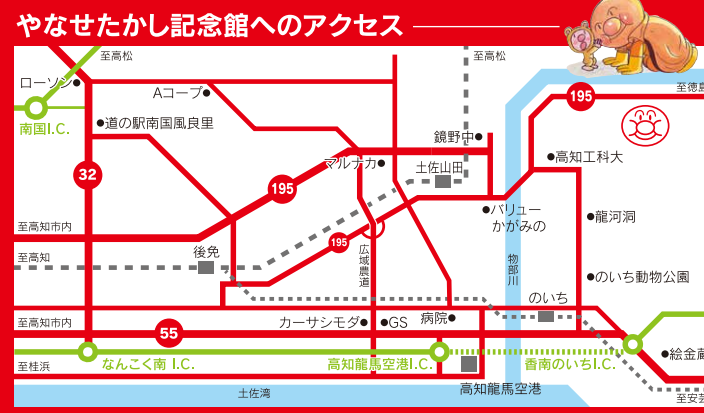 やなせたかし記念館へのアクセス
至高松
至高松
ローソン
Aコープ
195
至徳島
南国I.C.
道の駅南国風良里
鏡野中
マルナカ
土佐山田
高知工科大
32
195
バリュー
かがみの
龍河洞
至高知市内
195
後免
広域農道
物部川
至高知
のいち動物公園
のいち
至高知市内
55
カーサシモダ
GS
病院
至桂浜
なんこく南 I.C.
高知龍馬空港I.C.
香南のいちI.C.
絵金蔵
土佐湾
高知龍馬空港
至安芸